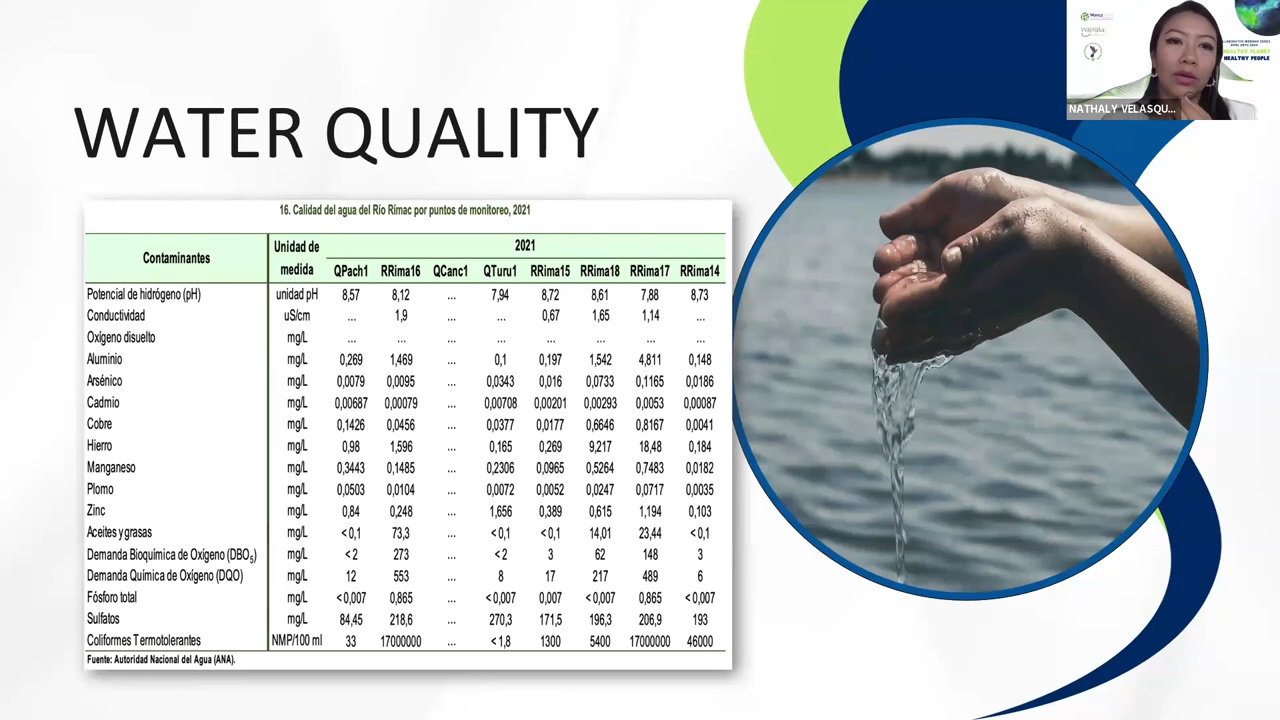 WATER QUALITY
16. Calidad del agua del Río Rímac por puntos de monitoreo, 2021
Contaminantes Unidad de medida 2021
QPach1 RRima16 QCanc1 QTuru1 RRima15 RRima18 RRima17 RRima14
Potencial de hidrógeno (pH) unidad pH 8,57 8,12 ... 7,94 8,72 8,61 7,88 8,73
Conductividad uS/cm ... 1,9 ... ... 0,67 1,65 1,14 ...
Oxígeno disuelto mg/L ... ... ... ... ... ... ... ...
Aluminio mg/L 0,269 1,469 ... 0,1 0,197 1,542 4,811 0,148
Arsénico mg/L 0,0079 0,0095 ... 0,0343 0,016 0,0733 0,1165 0,0186
Cadmio mg/L 0,00687 0,00079 ... 0,00708 0,00201 0,00293 0,0053 0,00087
Cobre mg/L 0,1426 0,0456 ... 0,0377 0,0177 0,6646 0,8167 0,0041
Hierro mg/L 0,98 1,596 ... 0,165 0,269 9,217 18,48 0,184
Manganeso mg/L 0,3443 0,1485 ... 0,2306 0,0965 0,5264 0,7483 0,0182
Plomo mg/L 0,0503 0,0104 ... 0,0072 0,0052 0,0247 0,0717 0,0035
Zinc mg/L 0,84 0,248 ... 1,656 0,389 0,615 1,194 0,103
Aceites y grasas mg/L <0,1 73,3 ... <0,1 <0,1 14,01 23,44 <0,1
Demanda Bioquímica de Oxígeno (DBO5) mg/L <2 273 ... <2 3 62 148 3
Demanda Química de Oxígeno (DQO) mg/L 12 553 ... 8 17 217 489 6
Fósforo total mg/L <0,007 0,865 ... <0,007 0,007 <0,007 0,865 <0,007
Sulfatos mg/L 84,45 218,6 ... 270,3 171,5 196,3 206,9 193
Coliformes Termotolerantes NMP/100 ml 33 17000000 ... <1,8 1300 5400 17000000 46000
Fuente: Autoridad Nacional del Agua (ANA).
Wonca
HEALTHY PLANET
HEALTHY PEOPLE
NATHALY VELASQU...